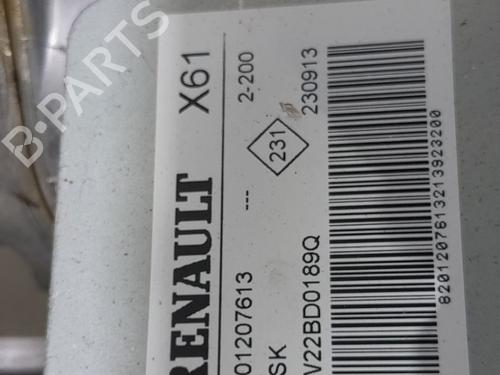 RENAULT X61
01207613 --- 2-200
SK 231
V22BD0189Q 230913
8201207613213923200
B-PARTS